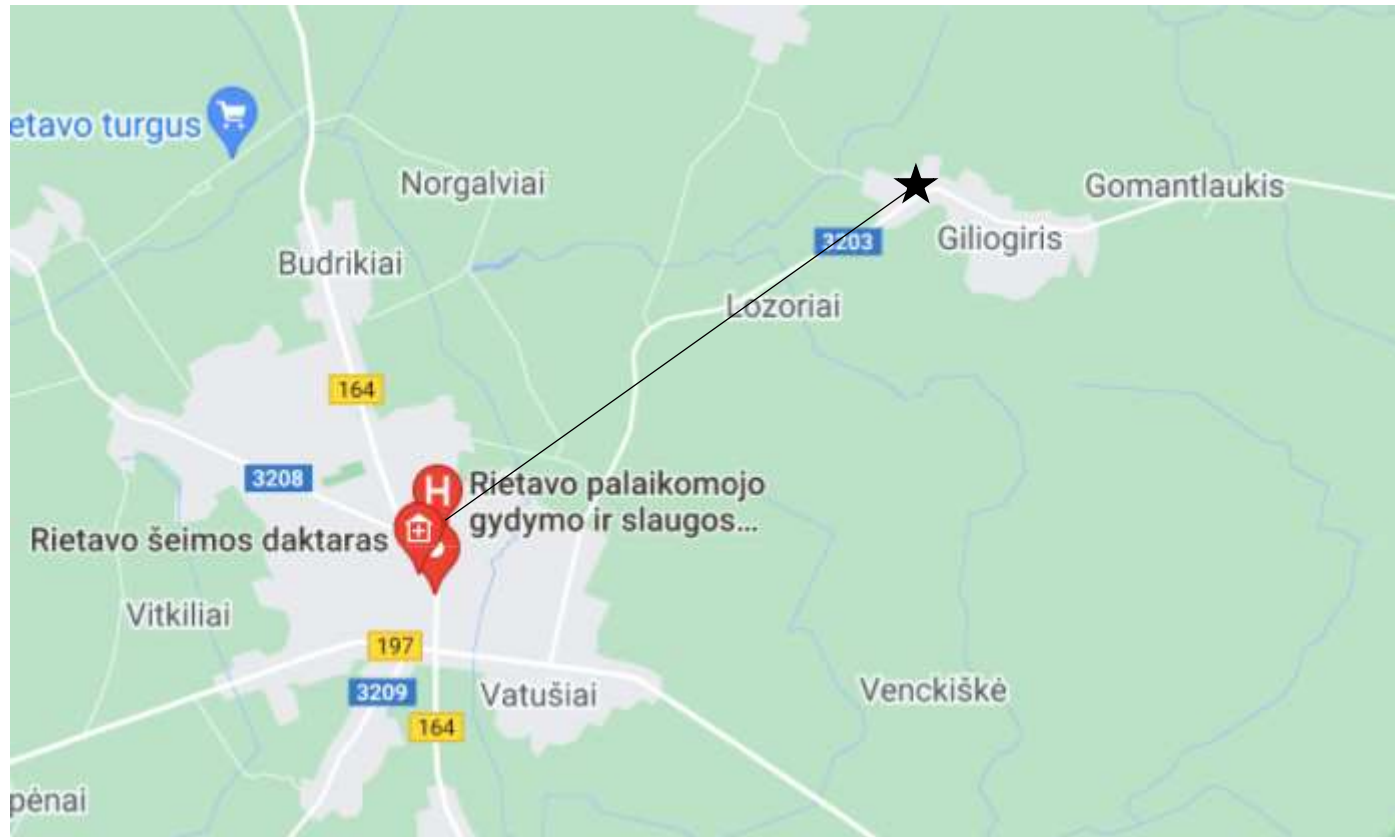 etavo turgus
Norgalviai
Gomantlaukis
3203
Giliogiris
Budrikiai
Lozoriai
164
3208
H
Rietavo palaikomojo
gydymo ir slaugos...
Rietavo šeimos daktaras
Vitkiliai
197
3209
Vatušiai
Venckiškė
164
pėnai